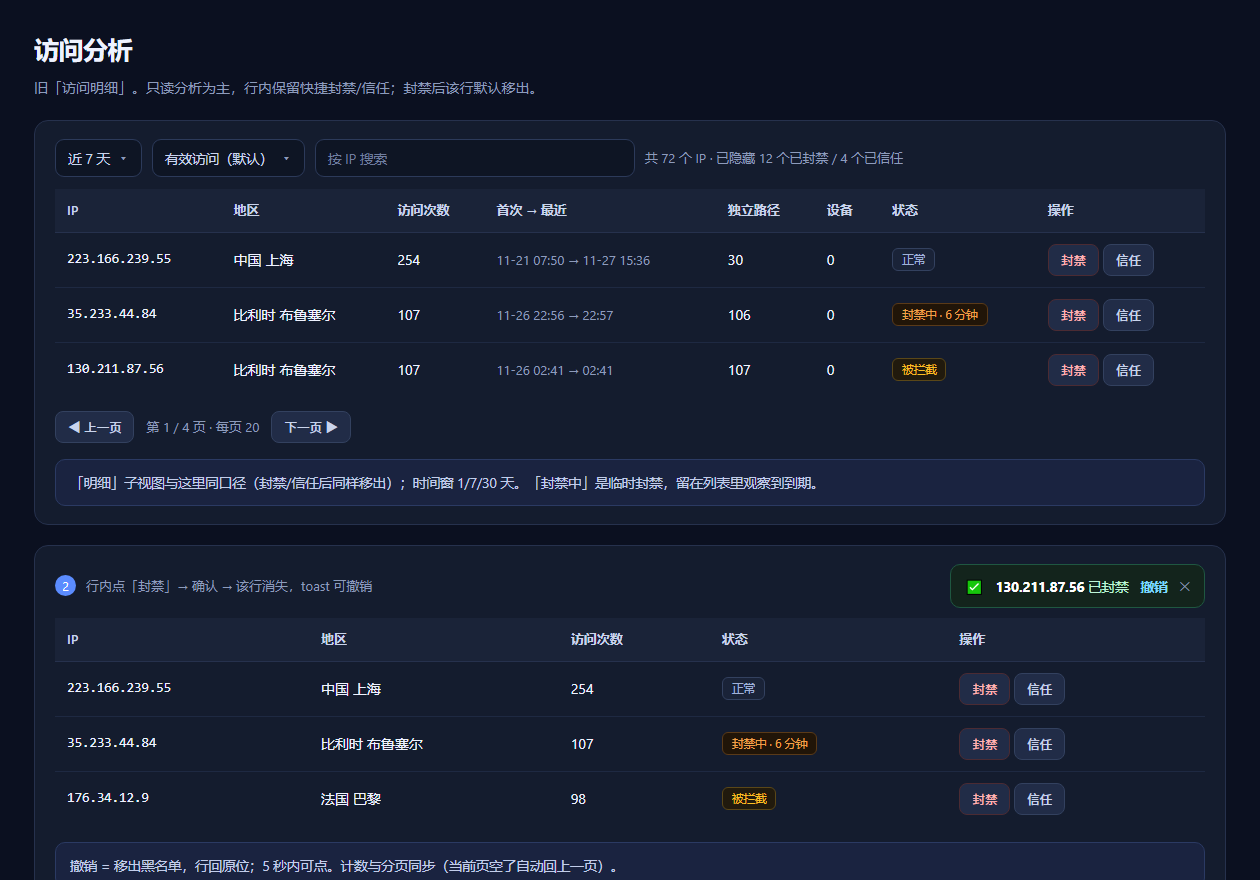 访问分析
旧「访问明细」。只读分析为主，行内保留快捷封禁/信任；封禁后该行默认移出。
近 7 天 有效访问（默认） 按 IP 搜索 共 72 个 IP · 已隐藏 12 个已封禁 / 4 个已信任
IP 地区 访问次数 首次 → 最近 独立路径 设备 状态 操作
223.166.239.55 中国 上海 254 11-21 07:50 → 11-27 15:36 30 0 正常 封禁 信任
35.233.44.84 比利时 布鲁塞尔 107 11-26 22:56 → 22:57 106 0 封禁中 · 6 分钟 封禁 信任
130.211.87.56 比利时 布鲁塞尔 107 11-26 02:41 → 02:41 107 0 被拦截 封禁 信任
◀ 上一页 第 1 / 4 页 · 每页 20 下一页 ▶
「明细」子视图与这里同口径（封禁/信任后同样移出）；时间窗 1/7/30 天。「封禁中」是临时封禁，留在列表里观察到到期。
2 行内点「封禁」→ 确认 → 该行消失，toast 可撤销 ✅ 130.211.87.56 已封禁 撤销 ×
IP 地区 访问次数 状态 操作
223.166.239.55 中国 上海 254 正常 封禁 信任
35.233.44.84 比利时 布鲁塞尔 107 封禁中 · 6 分钟 封禁 信任
176.34.12.9 法国 巴黎 98 被拦截 封禁 信任
撤销 = 移出黑名单，行回原位；5 秒内可点。计数与分页同步（当前页空了自动回上一页）。